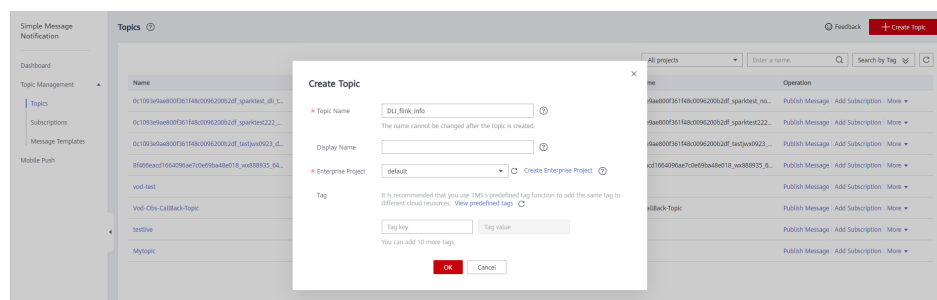 Simple Message
Notification
Topics
Feedback
Create Topic
Dashboard
Topic Management
Topics
Subscriptions
Message Templates
Mobile Push
All projects
Enter a name.
Search by Tag
Name
Operation
0c1093e9ae800f361f48c0096200b2df_sparktest_dli_t...
Publish Message Add Subscription More
0c1093e9ae800f361f48c0096200b2df_sparktest222_...
Publish Message Add Subscription More
0c1093e9ae800f361f48c0096200b2df_testjwx0923_d...
Publish Message Add Subscription More
8f466eacd1664096ae7c0e69ba48e018_wx888935_64...
Publish Message Add Subscription More
vod-test
Publish Message Add Subscription More
Vod-Obs-CallBack-Topic
Publish Message Add Subscription More
testlive
Publish Message Add Subscription More
Mytopic
Publish Message Add Subscription More
Create Topic
* Topic Name
DLI_flink_info
The name cannot be changed after the topic is created.
Display Name
* Enterprise Project
default
Create Enterprise Project
Tag
It is recommended that you use TMS's predefined tag function to add the same tag to
different cloud resources. View predefined tags
Tag key
Tag value
You can add 10 more tags.
OK
Cancel